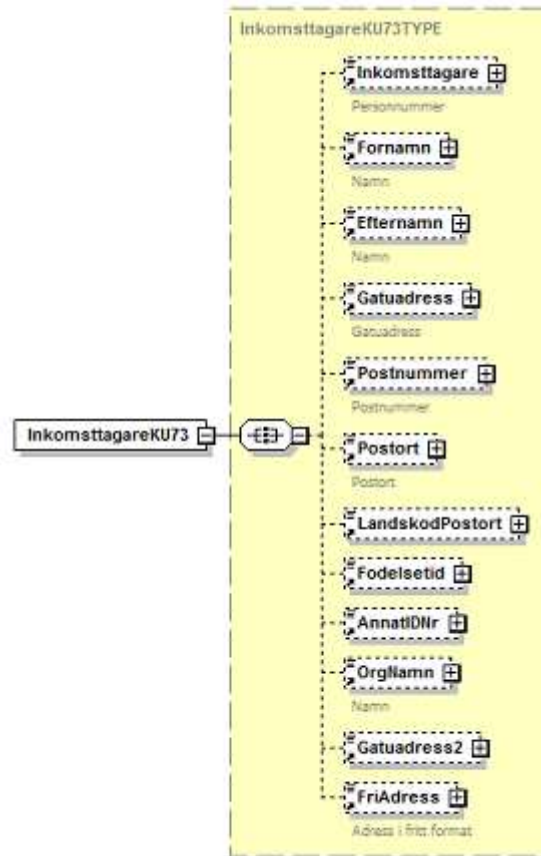 InkomsttagareKU73TYPE
Inkomsttagare
Personnummer
Fornamn
Namn
Efternamn
Namn
Gatuadress
Gatuadress
Postnummer
Postnummer
InkomsttagareKU73
Postort
Postort
LandskodPostort
Fodelsetid
AnnatIDNr
OrgNamn
Namn
Gatuadress2
FriAdress
Adress i fritt format